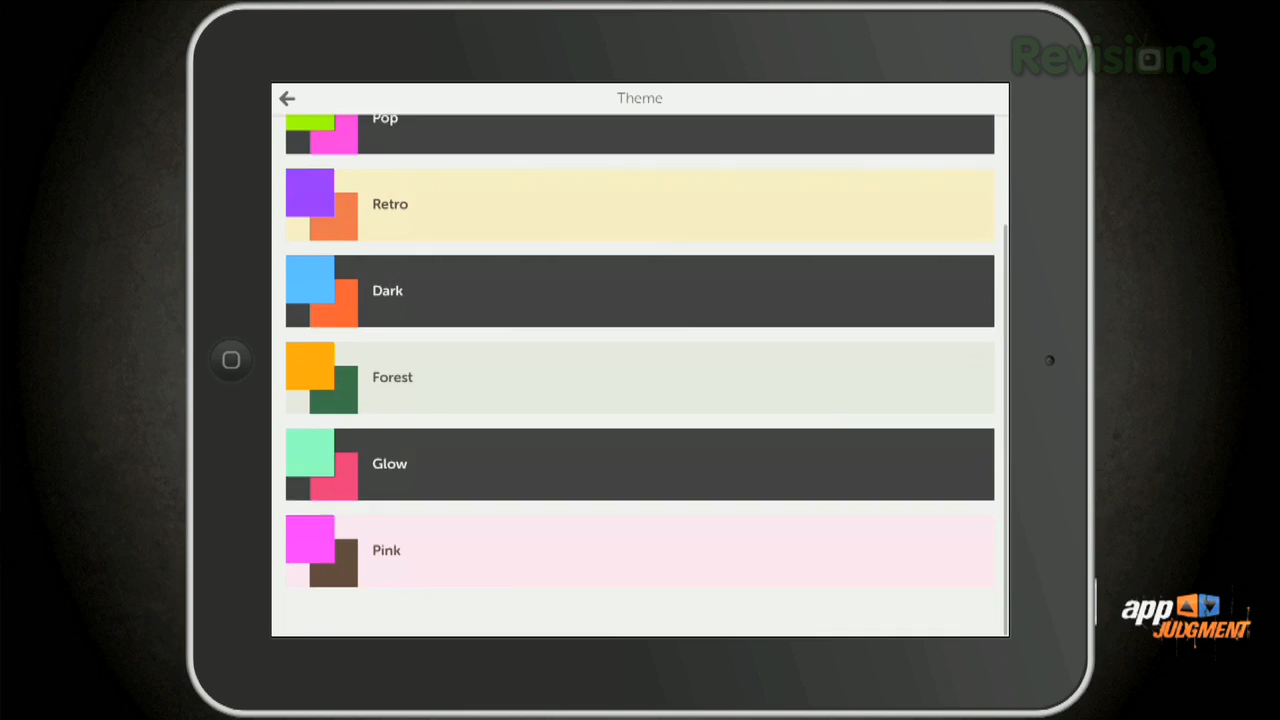 Revision3
Theme
Pop
Retro
Dark
Forest
Glow
Pink
app
JUDGMENT